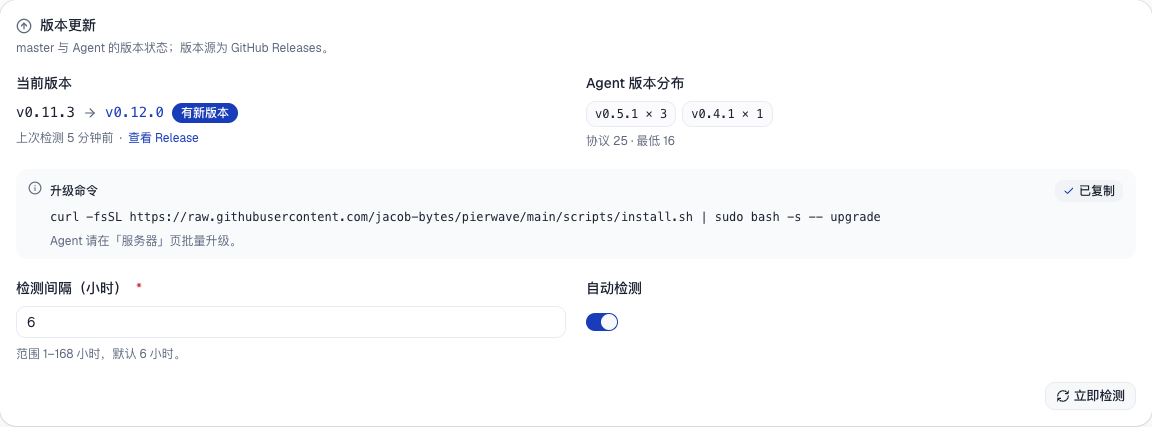 版本更新
master 与 Agent 的版本状态；版本源为 GitHub Releases。
当前版本
v0.11.3 → v0.12.0 有新版本
上次检测 5 分钟前 · 查看 Release
Agent 版本分布
v0.5.1 × 3 v0.4.1 × 1
协议 25 · 最低 16
升级命令
已复制
curl -fsSL https://raw.githubusercontent.com/jacob-bytes/pierwave/main/scripts/install.sh | sudo bash -s -- upgrade
Agent 请在「服务器」页批量升级。
检测间隔（小时） *
6
范围 1–168 小时，默认 6 小时。
自动检测
立即检测